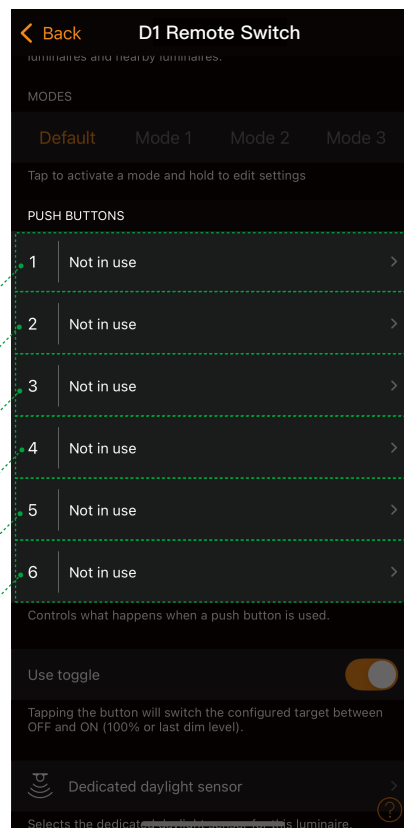 Back
D1 Remote Switch
luminaires and nearby luminaires.
MODES
Default Mode 1 Mode 2 Mode 3
Tap to activate a mode and hold to edit settings
PUSH BUTTONS
1 Not in use
2 Not in use
3 Not in use
4 Not in use
5 Not in use
6 Not in use
Controls what happens when a push button is used.
Use toggle
Tapping the button will switch the configured target between
OFF and ON (100% or last dim level).
Dedicated daylight sensor
?
Selects the dedicated daylight sensor for this luminaire.